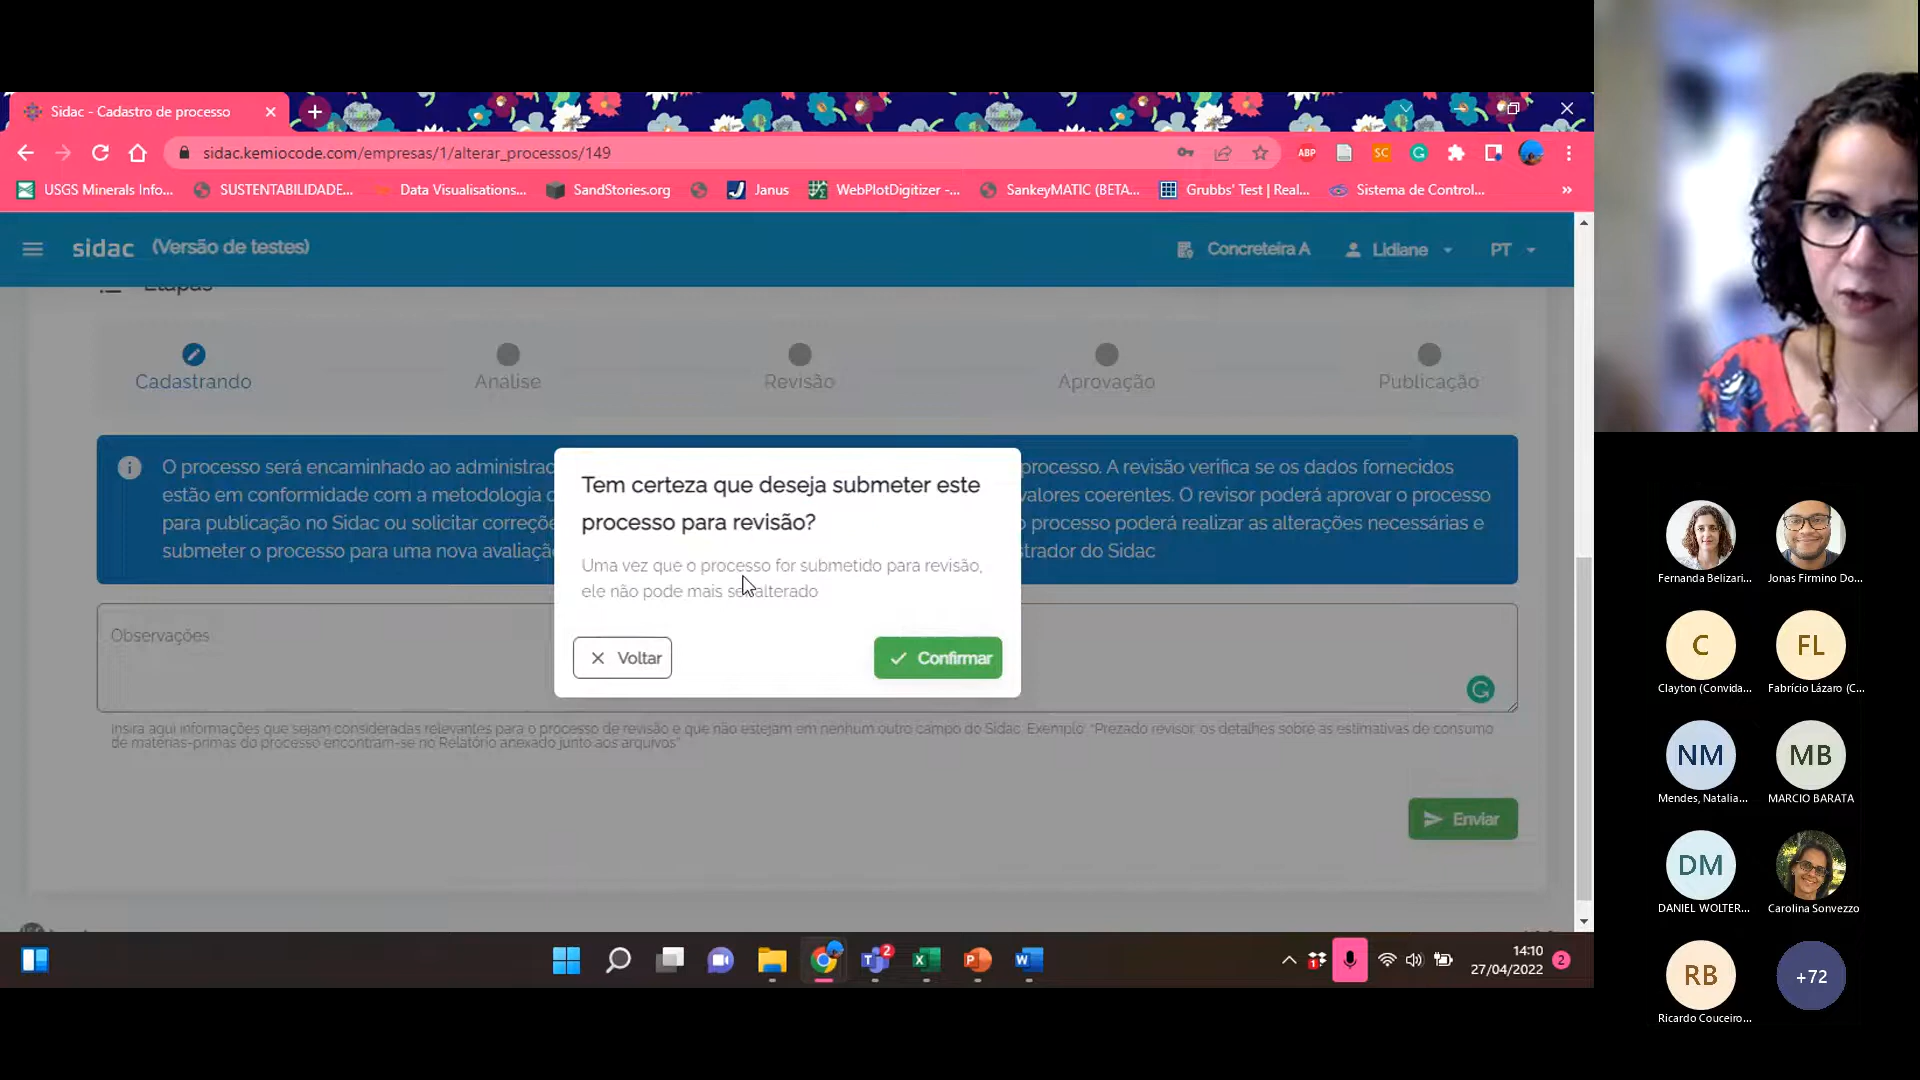 Sidac - Cadastro de processo
sidac.kemiocode.com/empresas/1/alterar_processos/149
ABP
SC
USGS Minerals Info...
SUSTENTABILIDADE...
Data Visualisations...
SandStories.org
Janus
WebPlotDigitizer -...
SankeyMATIC (BETA...
Grubbs' Test | Real...
Sistema de Control...
»
sidac (Versão de testes)
Concreteira A
Lidiane
PT
Etapas
Cadastrando
Analise
Revisão
Aprovação
Publicação
O processo será encaminhado ao administrad
processo. A revisão verifica se os dados fornecidos
estão em conformidade com a metodologia
valores coerentes. O revisor poderá aprovar o processo
para publicação no Sidac ou solicitar correçõe
o processo poderá realizar as alterações necessárias e
submeter o processo para uma nova avaliaçã
strador do Sidac
Tem certeza que deseja submeter este
processo para revisão?
Uma vez que o processo for submetido para revisão,
ele não pode mais ser alterado
Voltar
Confirmar
Observações
Insira aqui informações que sejam consideradas relevantes para o processo de revisão e que não estejam em nenhum outro campo do Sidac. Exemplo: "Prezado revisor, os detalhes sobre as estimativas de consumo
de matérias-primas do processo encontram-se no Relatório anexado junto aos arquivos"
Enviar
2
1
14:10
27/04/2022
2
Fernanda Belizari...
Jonas Firmino Do...
C
FL
Clayton (Convida...
Fabrício Lázaro (C...
NM
MB
Mendes, Natalia...
MARCIO BARATA
DM
DANIEL WOLTER...
Carolina Sonvezzo
RB
+72
Ricardo Couceiro...